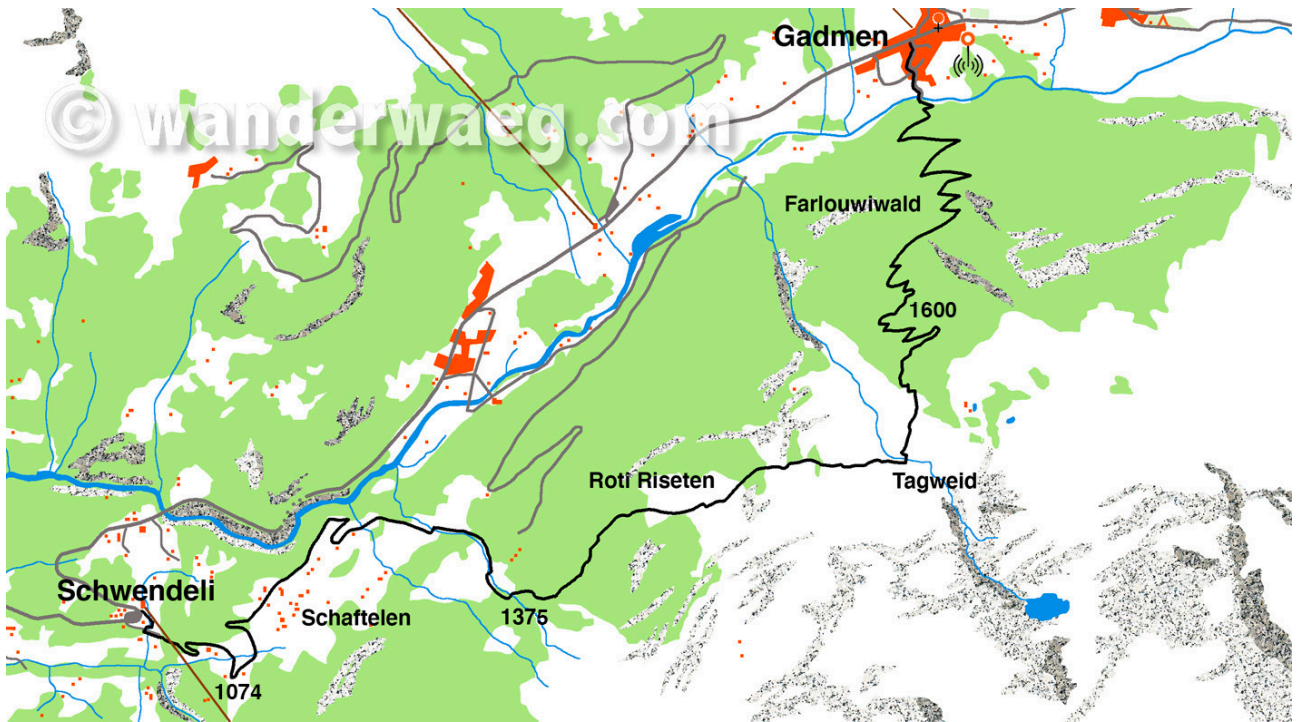 Gadmen
© wanderwaeg.com
Farlouwiwald
1600
Roti Riseten
Tagweid
Schwendeli
Schaftelen
1375
1074